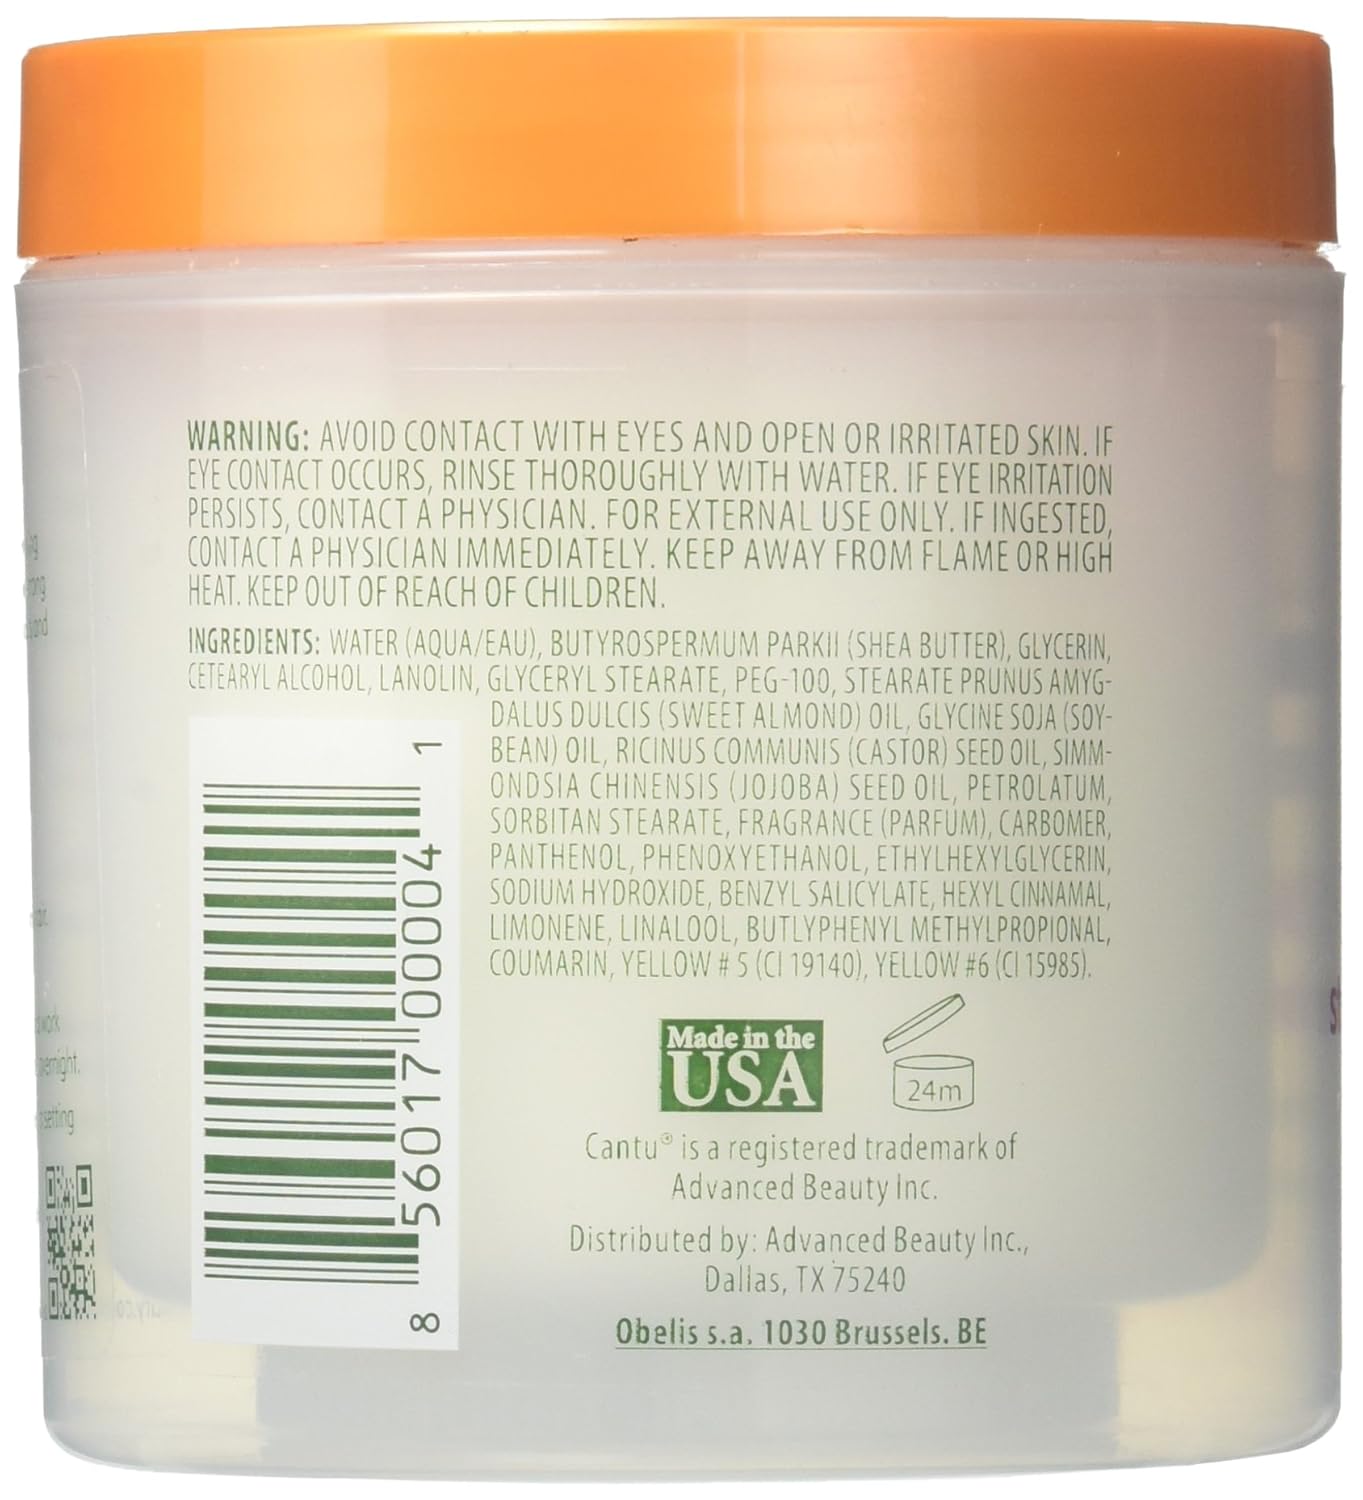 WARNING: AVOID CONTACT WITH EYES AND OPEN OR IRRITATED SKIN. IF
EYE CONTACT OCCURS, RINSE THOROUGHLY WITH WATER. IF EYE IRRITATION
PERSISTS, CONTACT A PHYSICIAN. FOR EXTERNAL USE ONLY. IF INGESTED,
CONTACT A PHYSICIAN IMMEDIATELY. KEEP AWAY FROM FLAME OR HIGH
HEAT. KEEP OUT OF REACH OF CHILDREN.
INGREDIENTS: WATER (AQUA/EAU), BUTYROSPERMUM PARKII (SHEA BUTTER), GLYCERIN,
CETEARYL ALCOHOL, LANOLIN, GLYCERYL STEARATE, PEG-100, STEARATE PRUNUS AMYG-
DALUS DULCIS (SWEET ALMOND) OIL, GLYCINE SOJA (SOY-
BEAN) OIL, RICINUS COMMUNIS (CASTOR) SEED OIL, SIMM-
ONDSIA CHINENSIS (JOJOBA) SEED OIL, PETROLATUM,
SORBITAN STEARATE, FRAGRANCE (PARFUM), CARBOMER,
PANTHENOL, PHENOXYETHANOL, ETHYLHEXYLGLYCERIN,
SODIUM HYDROXIDE, BENZYL SALICYLATE, HEXYL CINNAMAL,
LIMONENE, LINALOOL, BUTLYPHENYL METHYLPROPIONAL,
COUMARIN, YELLOW # 5 (CI 19140), YELLOW #6 (CI 15985).
8 56017 00004 1
Made in the
USA
24m
Cantu® is a registered trademark of
Advanced Beauty Inc.
Distributed by: Advanced Beauty Inc.,
Dallas, TX 75240
Obelis s.a. 1030 Brussels. BE
and
work
overnight.
setting